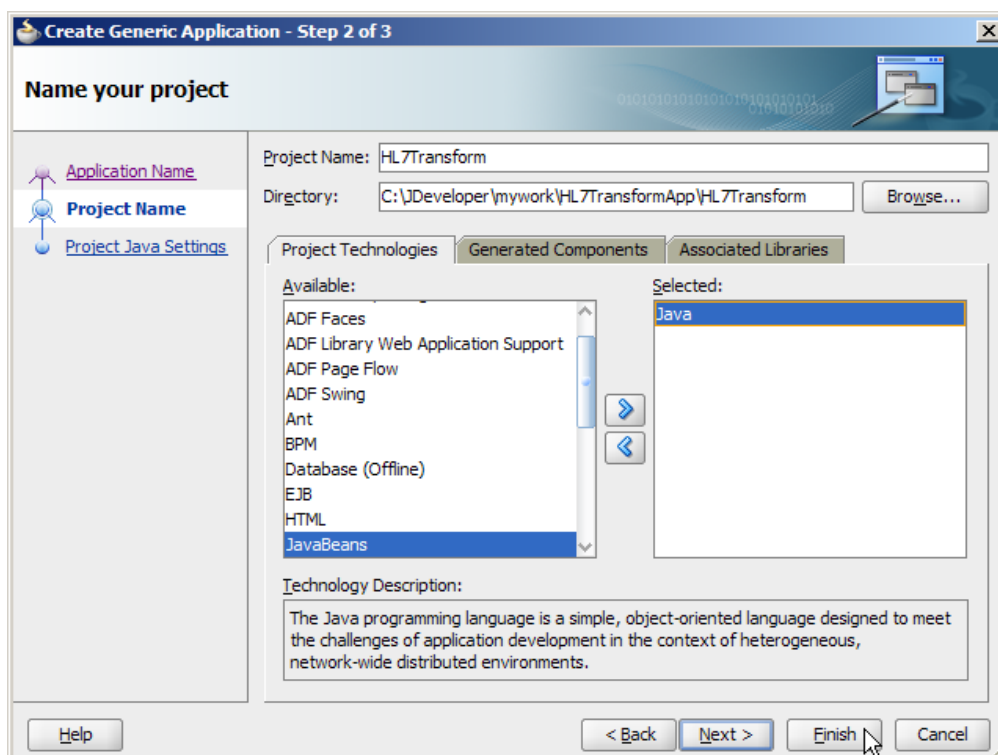 Create Generic Application - Step 2 of 3
Name your project
Application Name
Project Name
Project Java Settings
Project Name: HL7Transform
Directory: C:\JDeveloper\mywork\HL7TransformApp\HL7Transform Browse...
Project Technologies Generated Components Associated Libraries
Available:
ADF Faces
ADF Library Web Application Support
ADF Page Flow
ADF Swing
Ant
BPM
Database (Offline)
EJB
HTML
JavaBeans
Selected:
Java
Technology Description:
The Java programming language is a simple, object-oriented language designed to meet
the challenges of application development in the context of heterogeneous,
network-wide distributed environments.
Help < Back Next > Finish Cancel